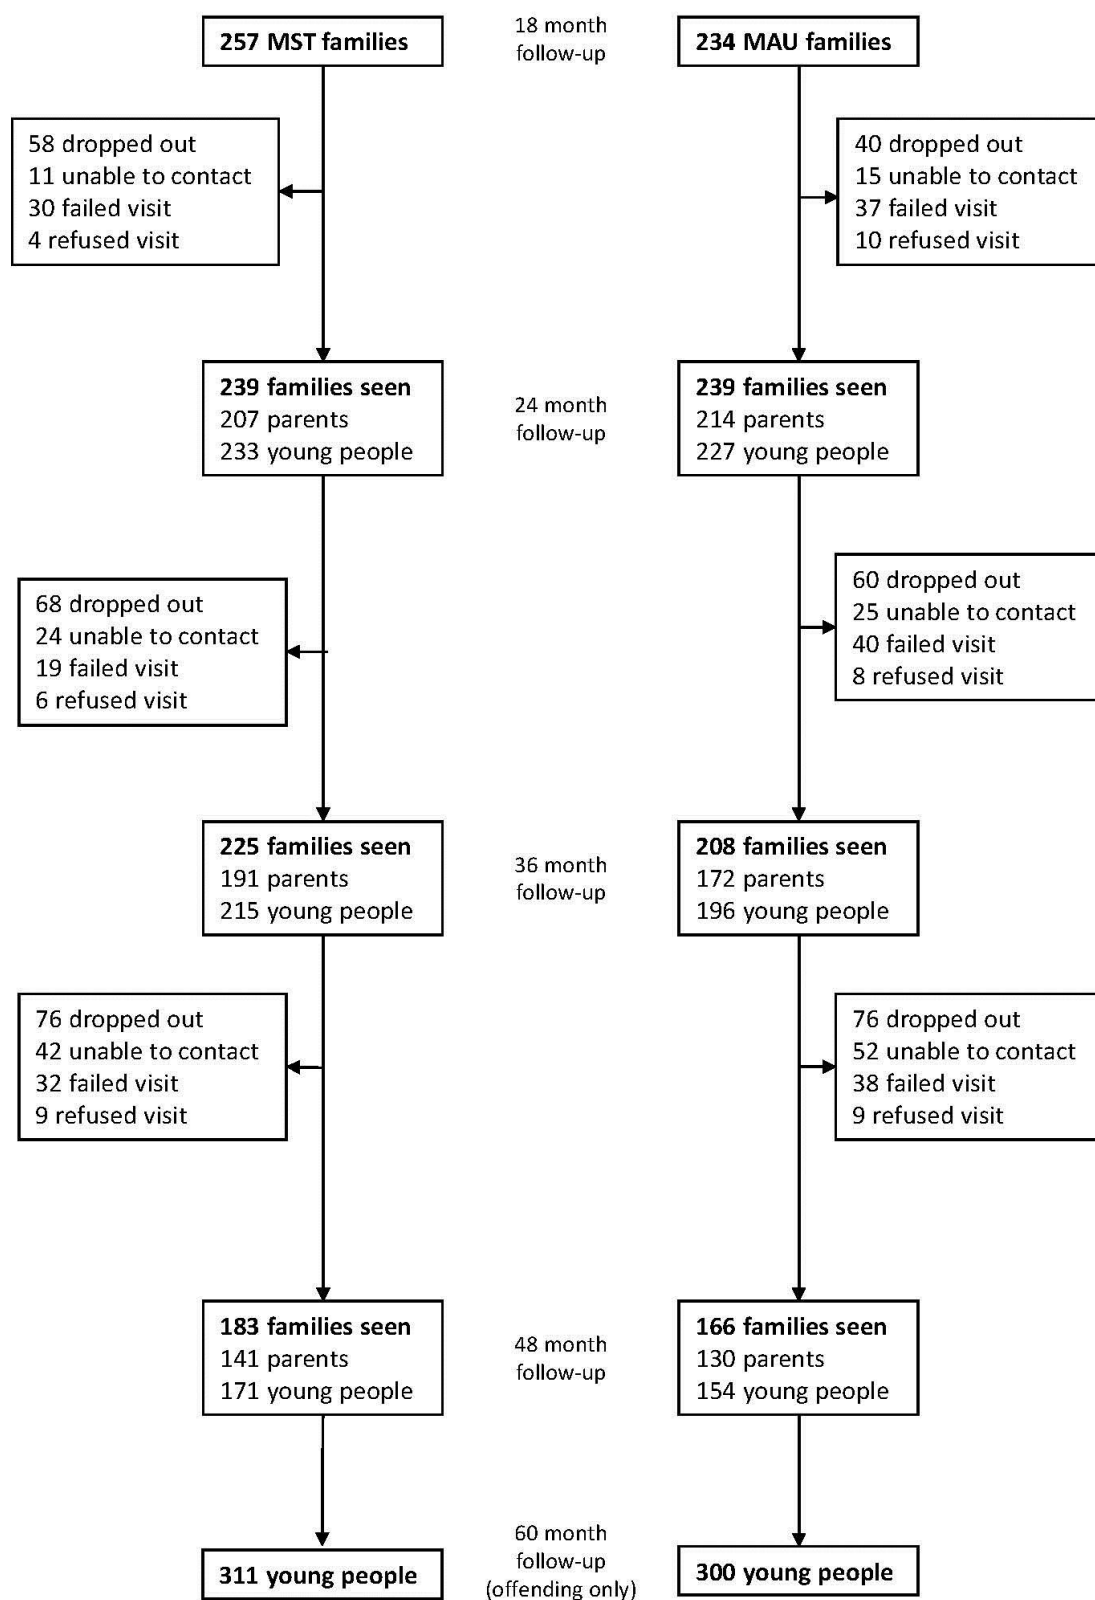 257 MST families
18 month
follow-up
234 MAU families
58 dropped out
11 unable to contact
30 failed visit
4 refused visit
40 dropped out
15 unable to contact
37 failed visit
10 refused visit
239 families seen
207 parents
233 young people
24 month
follow-up
239 families seen
214 parents
227 young people
68 dropped out
24 unable to contact
19 failed visit
6 refused visit
60 dropped out
25 unable to contact
40 failed visit
8 refused visit
225 families seen
191 parents
215 young people
36 month
follow-up
208 families seen
172 parents
196 young people
76 dropped out
42 unable to contact
32 failed visit
9 refused visit
76 dropped out
52 unable to contact
38 failed visit
9 refused visit
183 families seen
141 parents
171 young people
48 month
follow-up
166 families seen
130 parents
154 young people
311 young people
60 month
follow-up
(offending only)
300 young people